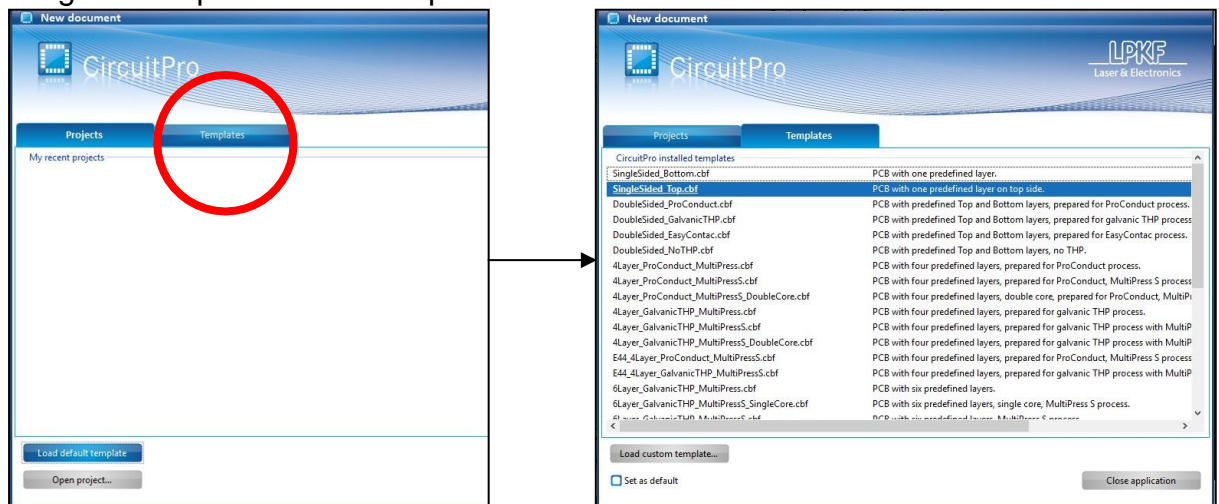 New document
CircuitPro
Projects Templates
My recent projects
Load default template
Open project...
New document
CircuitPro
LPKF
Laser & Electronics
Projects Templates
CircuitPro installed templates
SingleSided_Bottom.cbf PCB with one predefined layer.
SingleSided_Top.cbf PCB with one predefined layer on top side.
DoubleSided_ProConduct.cbf PCB with predefined Top and Bottom layers, prepared for ProConduct process.
DoubleSided_GalvanicTHP.cbf PCB with predefined Top and Bottom layers, prepared for galvanic THP process
DoubleSided_EasyContac.cbf PCB with predefined Top and Bottom layers, prepared for EasyContac process.
DoubleSided_NoTHP.cbf PCB with predefined Top and Bottom layers, no THP.
4Layer_ProConduct_MultiPress.cbf PCB with four predefined layers, prepared for ProConduct process.
4Layer_ProConduct_MultiPressS.cbf PCB with four predefined layers, prepared for ProConduct, MultiPress S process
4Layer_ProConduct_MultiPressS_DoubleCore.cbf PCB with four predefined layers, double core, prepared for ProConduct, MultiPr
4Layer_GalvanicTHP_MultiPress.cbf PCB with four predefined layers, prepared for galvanic THP process.
4Layer_GalvanicTHP_MultiPressS.cbf PCB with four predefined layers, prepared for galvanic THP process with MultiP
4Layer_GalvanicTHP_MultiPressS_DoubleCore.cbf PCB with four predefined layers, prepared for galvanic THP process with MultiP
E44_4Layer_ProConduct_MultiPressS.cbf PCB with four predefined layers, prepared for ProConduct, MultiPress S process
E44_4Layer_GalvanicTHP_MultiPressS.cbf PCB with four predefined layers, prepared for galvanic THP process with MultiP
6Layer_GalvanicTHP_MultiPress.cbf PCB with six predefined layers.
6Layer_GalvanicTHP_MultiPressS_SingleCore.cbf PCB with six predefined layers, single core, MultiPress S process.
6Layer_GalvanicTHP_MultiPressS.cbf PCB with six predefined layers, MultiPress S process.
Load custom template...
Set as default
Close application